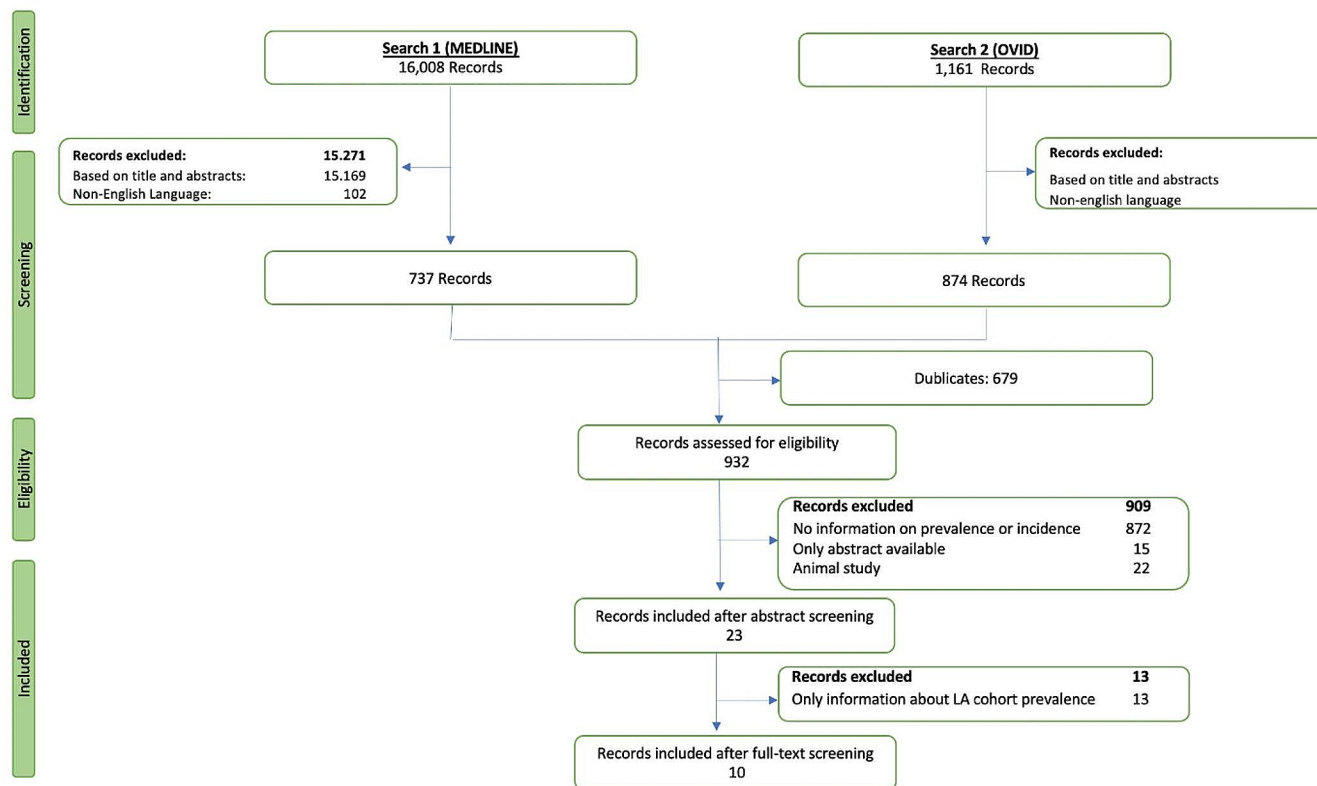 Identification
Search 1 (MEDLINE)
16,008 Records
Search 2 (OVID)
1,161 Records
Screening
Records excluded: 15.271
Based on title and abstracts: 15.169
Non-English Language: 102
Records excluded:
Based on title and abstracts
Non-english language
737 Records
874 Records
Dublicates: 679
Eligibility
Records assessed for eligibility
932
Records excluded 909
No information on prevalence or incidence 872
Only abstract available 15
Animal study 22
Included
Records included after abstract screening
23
Records excluded 13
Only information about LA cohort prevalence 13
Records included after full-text screening
10